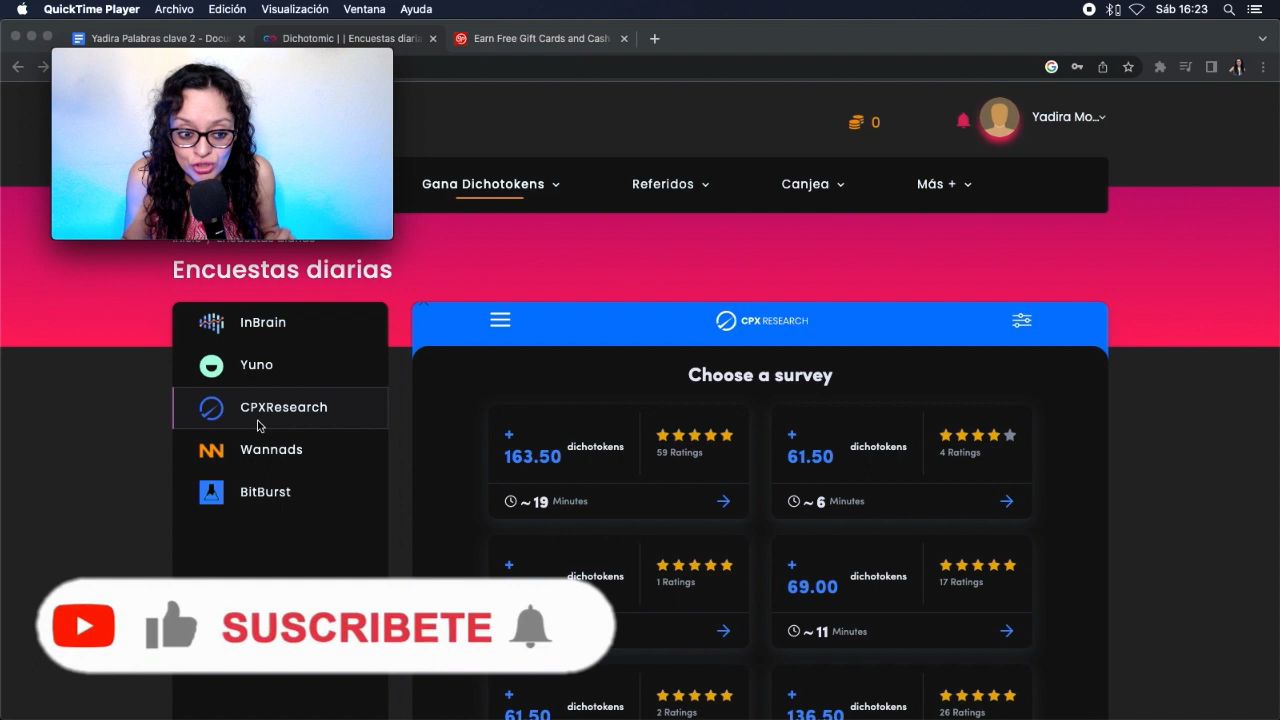 QuickTime Player Archivo Edición Visualización Ventana Ayuda Sáb 16:23
Yadira Palabras clave 2 - Docu Dichotomic | | Encuestas diaria Earn Free Gift Cards and Cash
0 Yadira Mo...
Gana Dichotokens Referidos Canjea Más +
Encuestas diarias
InBrain
Yuno
CPXResearch
Wannads
BitBurst
CPX RESEARCH
Choose a survey
+ 163.50 dichotokens 59 Ratings
~ 19 Minutes
+ 61.50 dichotokens 4 Ratings
~ 6 Minutes
+ dichotokens 1 Ratings
+ 69.00 dichotokens 17 Ratings
~ 11 Minutes
+ 61.50 dichotokens 2 Ratings
+ 136.50 dichotokens 26 Ratings
SUSCRIBETE